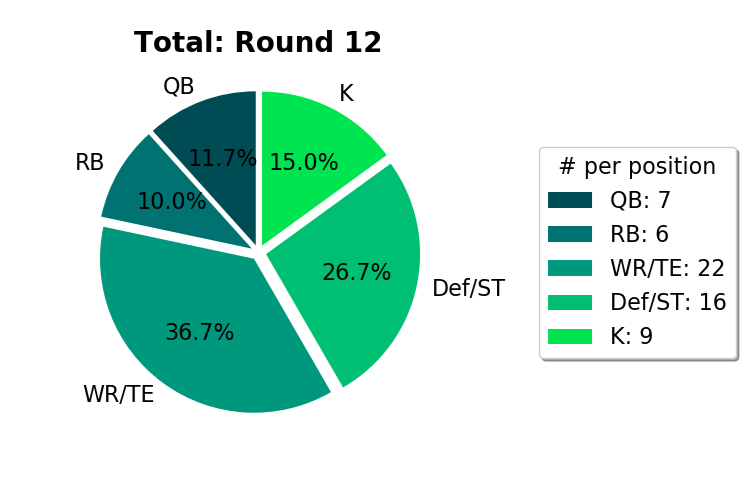 Total: Round 12
QB
K
RB
11.7%
15.0%
10.0%
26.7%
Def/ST
36.7%
WR/TE
# per position
QB: 7
RB: 6
WR/TE: 22
Def/ST: 16
K: 9